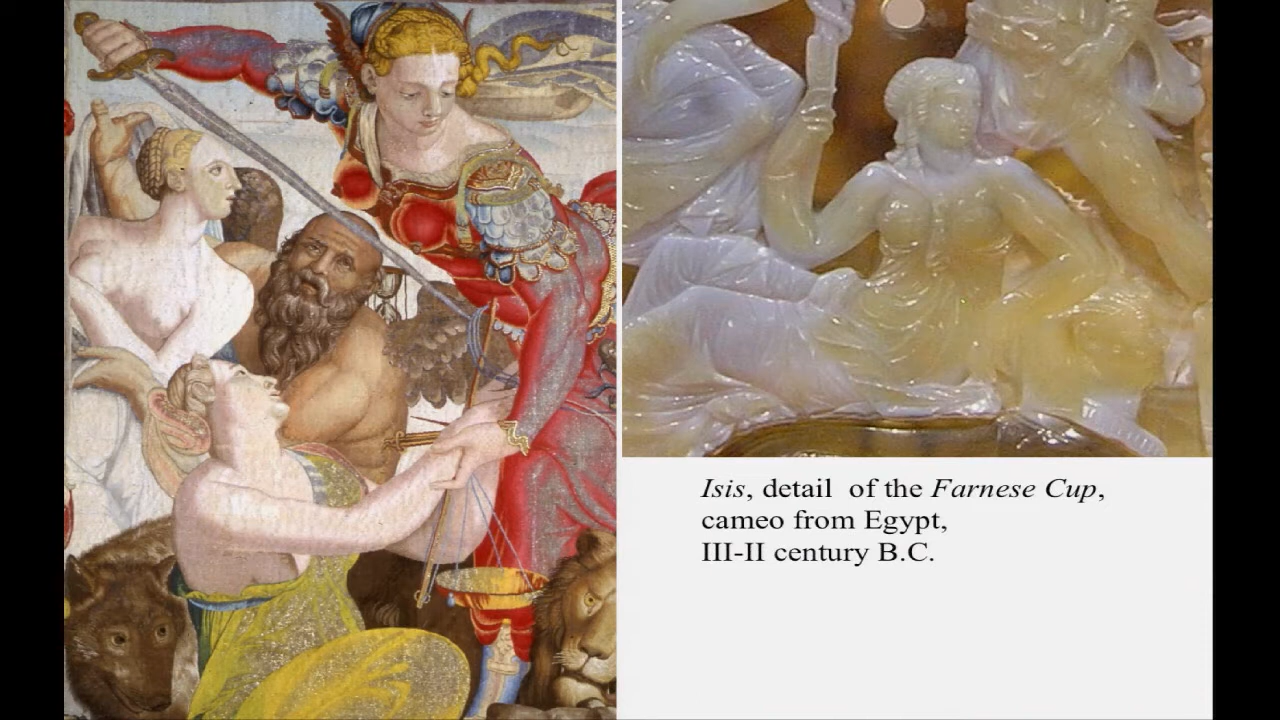 Isis, detail  of the Farnese Cup,
cameo from Egypt,
III-II century B.C.